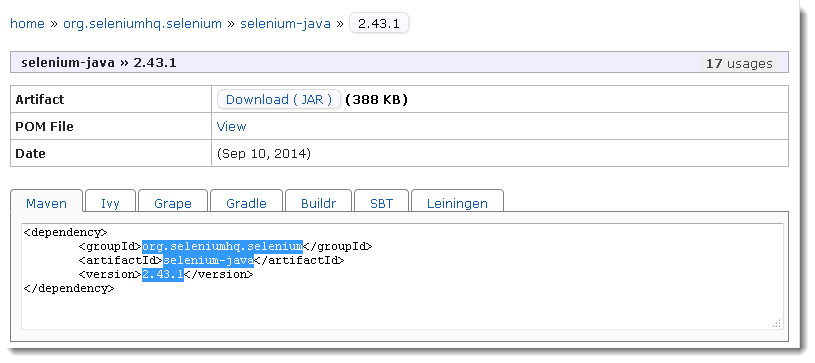 home » org.seleniumhq.selenium » selenium-java » 2.43.1
selenium-java » 2.43.1 17 usages
Artifact Download ( JAR ) (388 KB)
POM File View
Date (Sep 10, 2014)
Maven Ivy Grape Gradle Buildr SBT Leiningen
<dependency>
<groupId>org.seleniumhq.selenium</groupId>
<artifactId>selenium-java</artifactId>
<version>2.43.1</version>
</dependency>